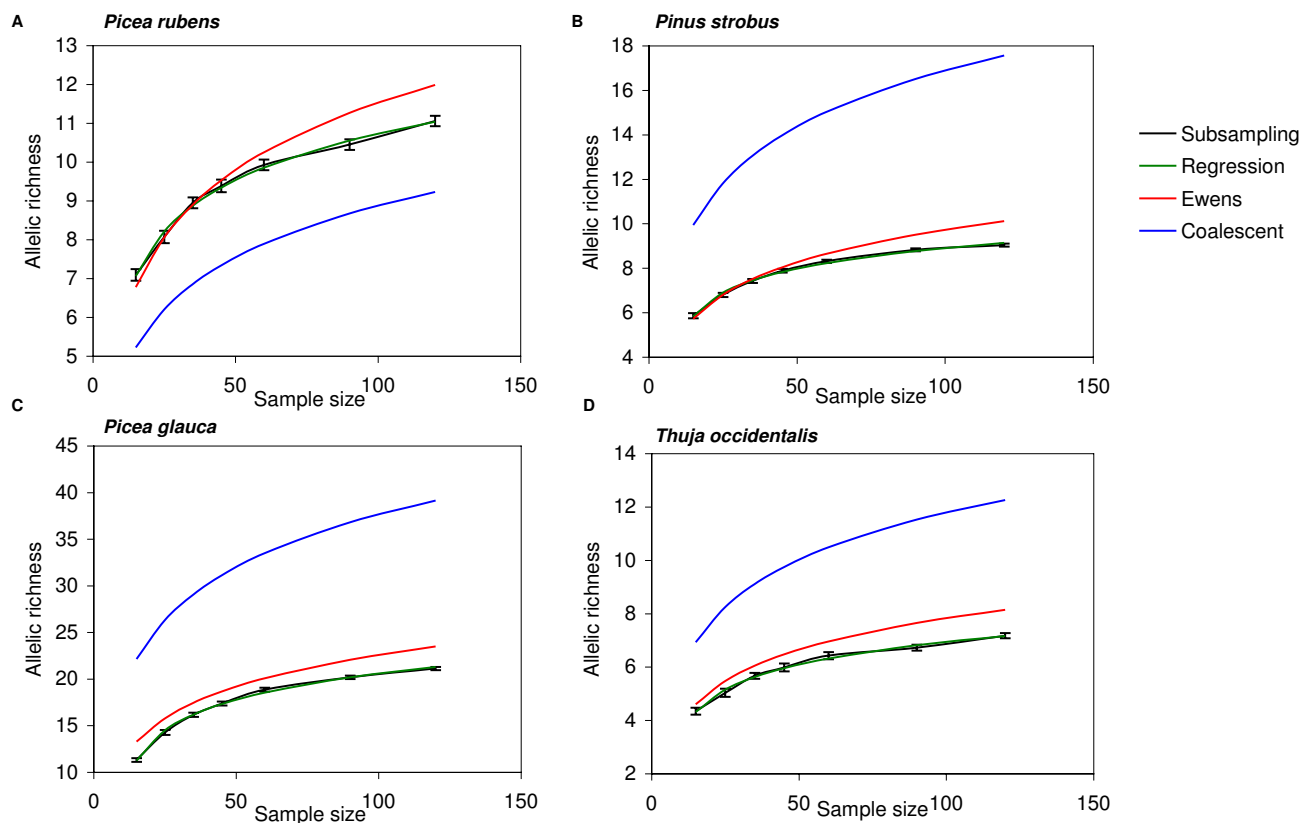 A
Picea rubens
13
12
11
10
9
8
7
6
5
Allelic richness
0
50
100
150
Sample size
B
Pinus strobus
18
16
14
12
10
8
6
4
Allelic richness
0
50
100
150
Sample size
Subsampling
Regression
Ewens
Coalescent
C
Picea glauca
45
40
35
30
25
20
15
10
Allelic richness
0
50
100
150
Sample size
D
Thuja occidentalis
14
12
10
8
6
4
2
Allelic richness
0
50
100
150
Sample size